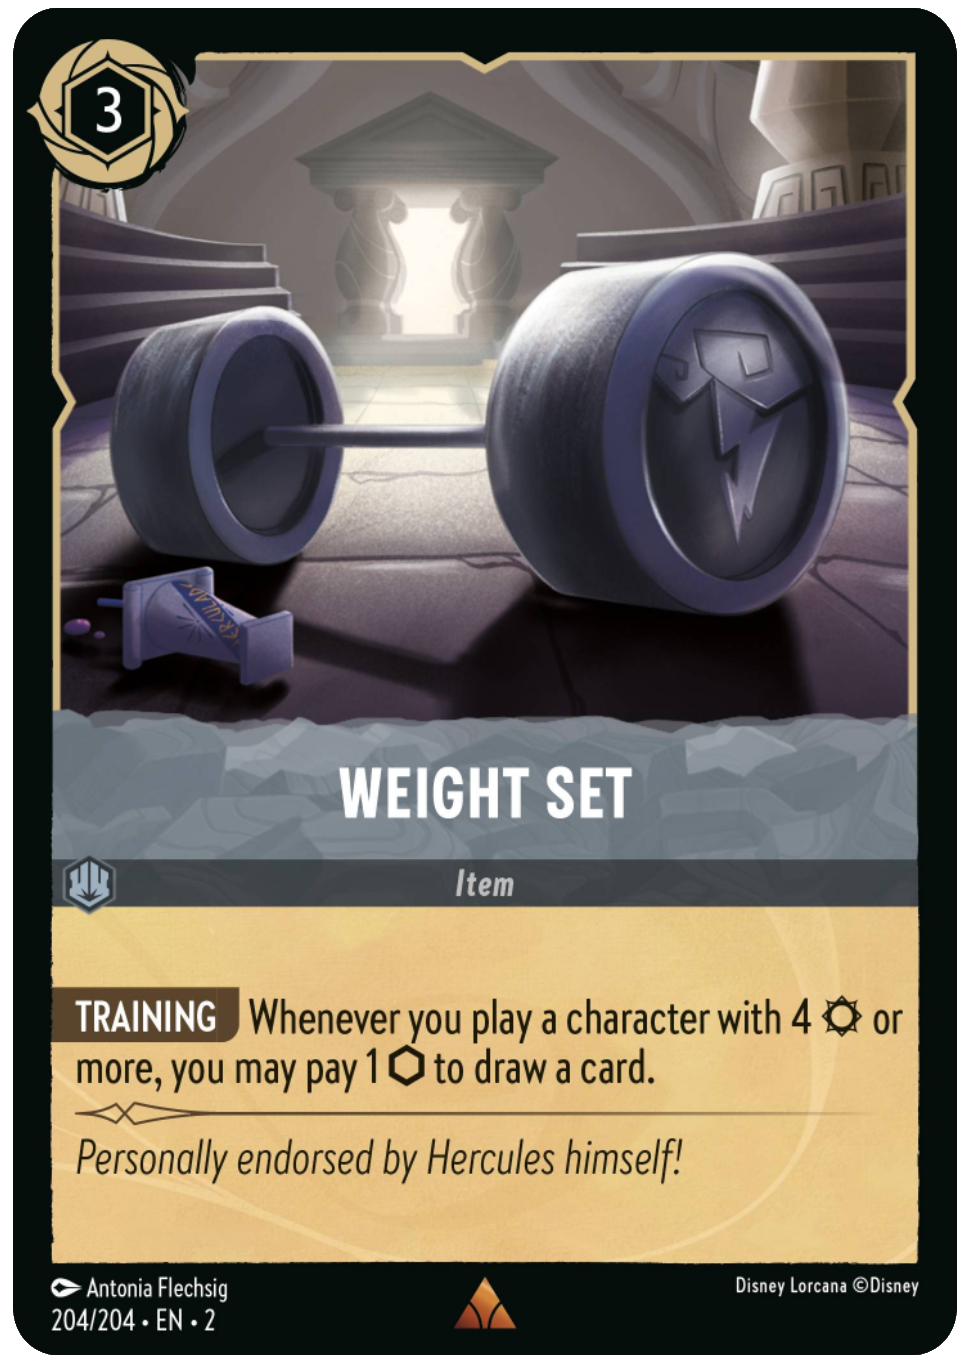 3
HERCULADE
WEIGHT SET
Item
TRAINING Whenever you play a character with 4 or
more, you may pay 1 to draw a card.
Personally endorsed by Hercules himself!
Antonia Flechsig
Disney Lorcana ©Disney
204/204 • EN • 2